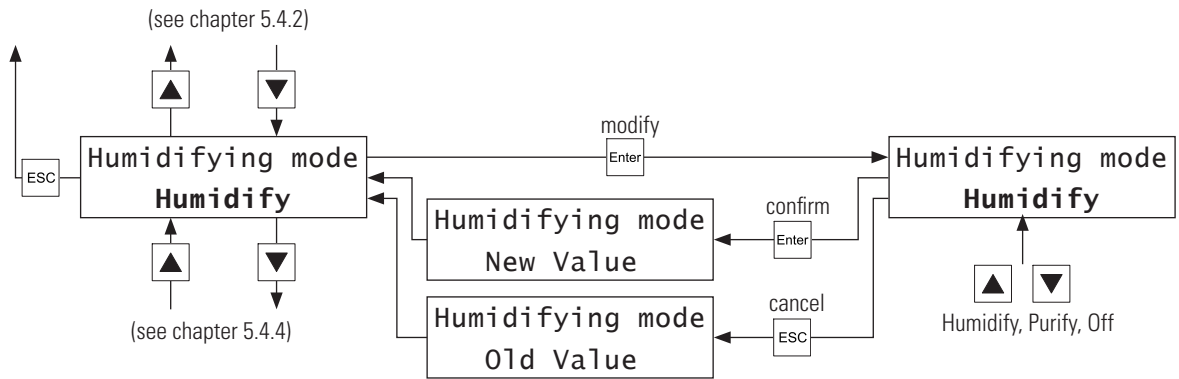 (see chapter 5.4.2)
modify
Humidifying mode
Humidify
ESC
Enter
Humidifying mode
Humidify
Humidifying mode
New Value
confirm
Enter
(see chapter 5.4.4)
Humidifying mode
Old Value
cancel
ESC
Humidify, Purify, Off